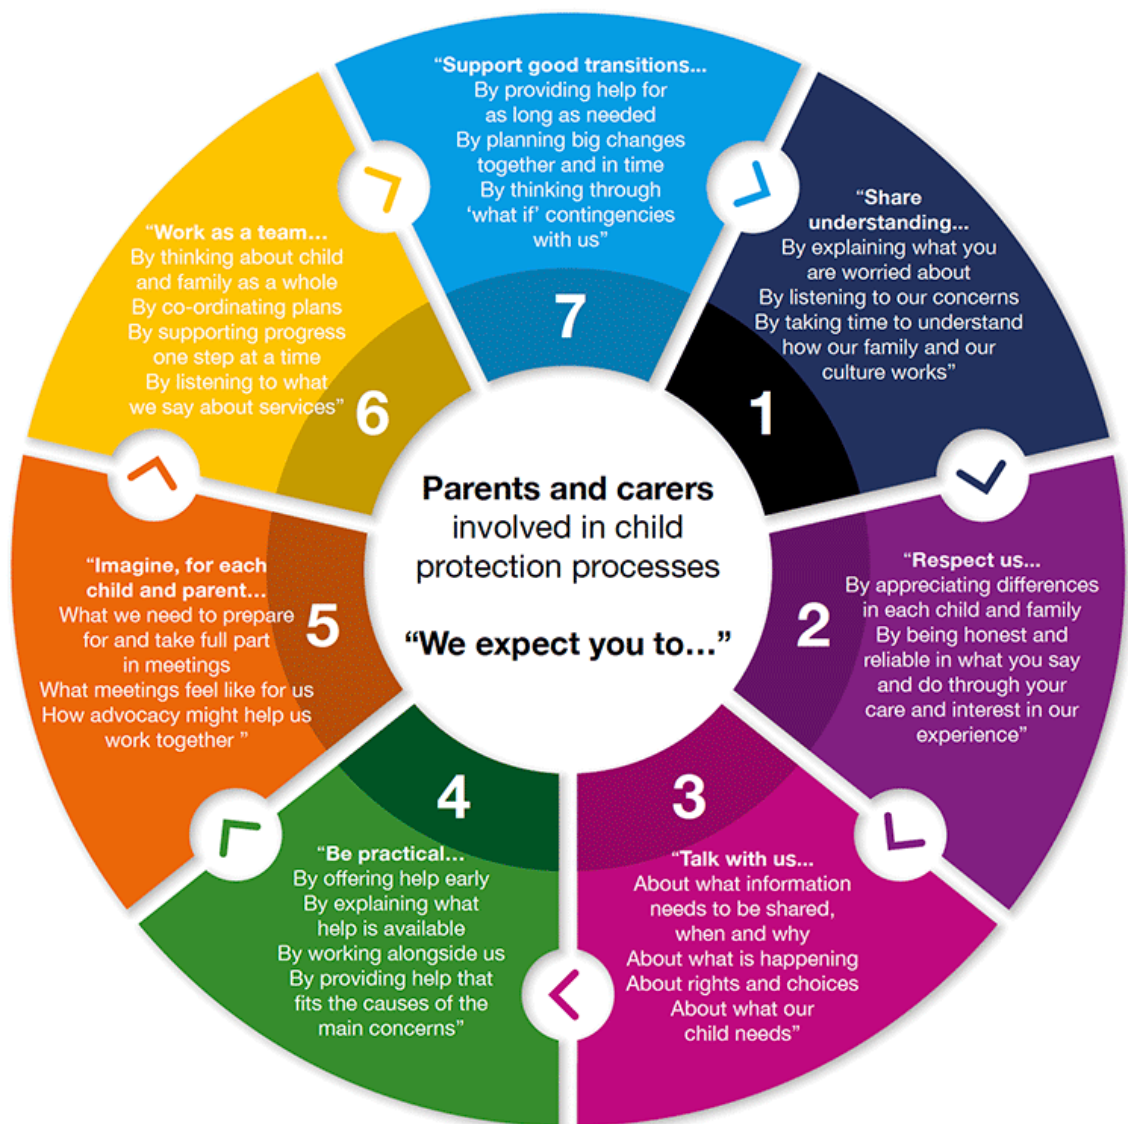 Parents and carers
involved in child
protection processes
“We expect you to...”
1
“Share
understanding...
By explaining what you
are worried about
By listening to our concerns
By taking time to understand
how our family and our
culture works”
2
“Respect us...
By appreciating differences
in each child and family
By being honest and
reliable in what you say
and do through your
care and interest in our
experience”
3
“Talk with us...
About what information
needs to be shared,
when and why
About what is happening
About rights and choices
About what our
child needs”
4
“Be practical...
By offering help early
By explaining what
help is available
By working alongside us
By providing help that
fits the causes of the
main concerns”
5
“Imagine, for each
child and parent...
What we need to prepare
for and take full part
in meetings
What meetings feel like for us
How advocacy might help us
work together ”
6
“Work as a team...
By thinking about child
and family as a whole
By co-ordinating plans
By supporting progress
one step at a time
By listening to what
we say about services”
7
“Support good transitions...
By providing help for
as long as needed
By planning big changes
together and in time
By thinking through
‘what if’ contingencies
with us”